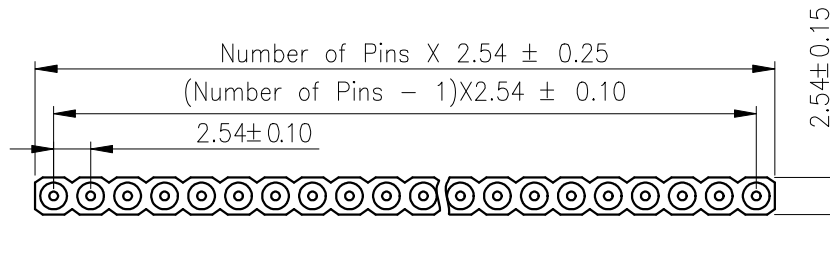 Number of Pins X 2.54 ± 0.25
(Number of Pins - 1)X2.54 ± 0.10
2.54±0.10
2.54±0.15